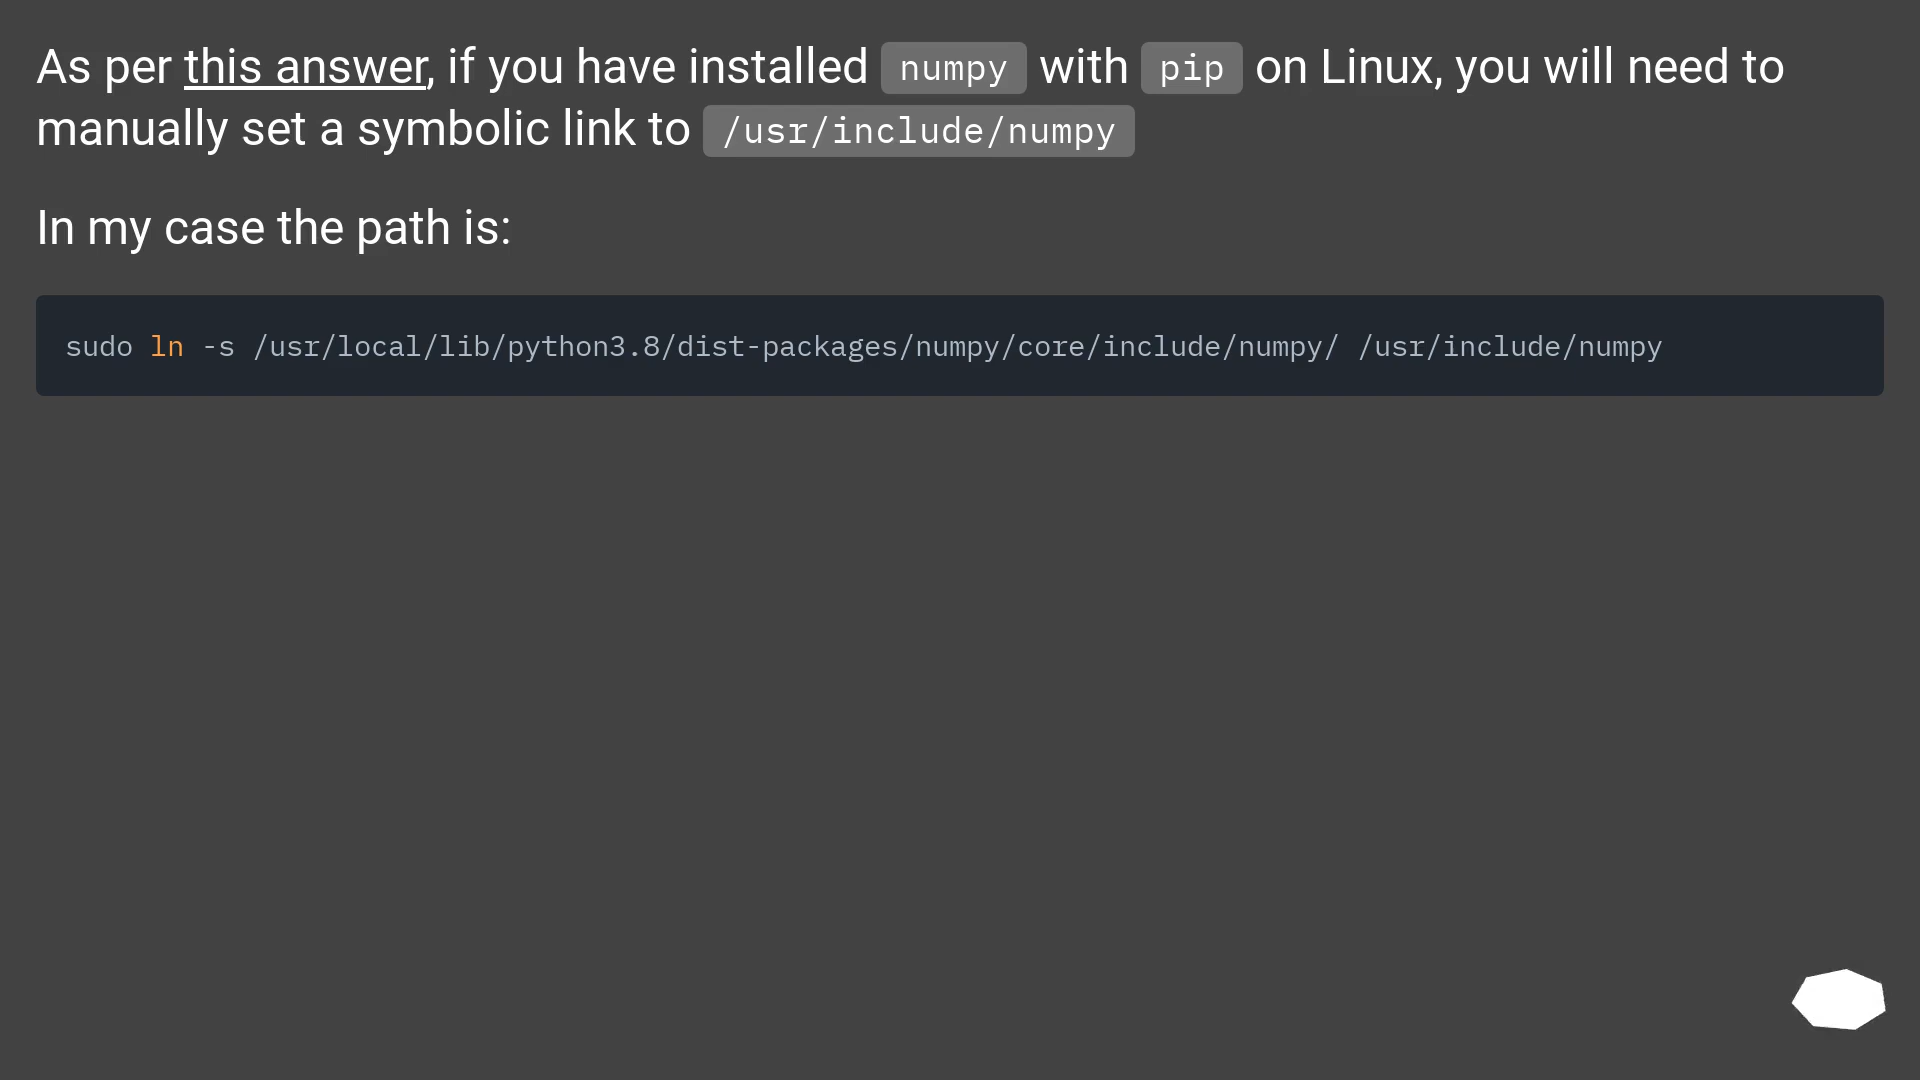 As per this answer, if you have installed numpy with pip on Linux, you will need to
manually set a symbolic link to /usr/include/numpy
In my case the path is:
sudo ln -s /usr/local/lib/python3.8/dist-packages/numpy/core/include/numpy/ /usr/include/numpy